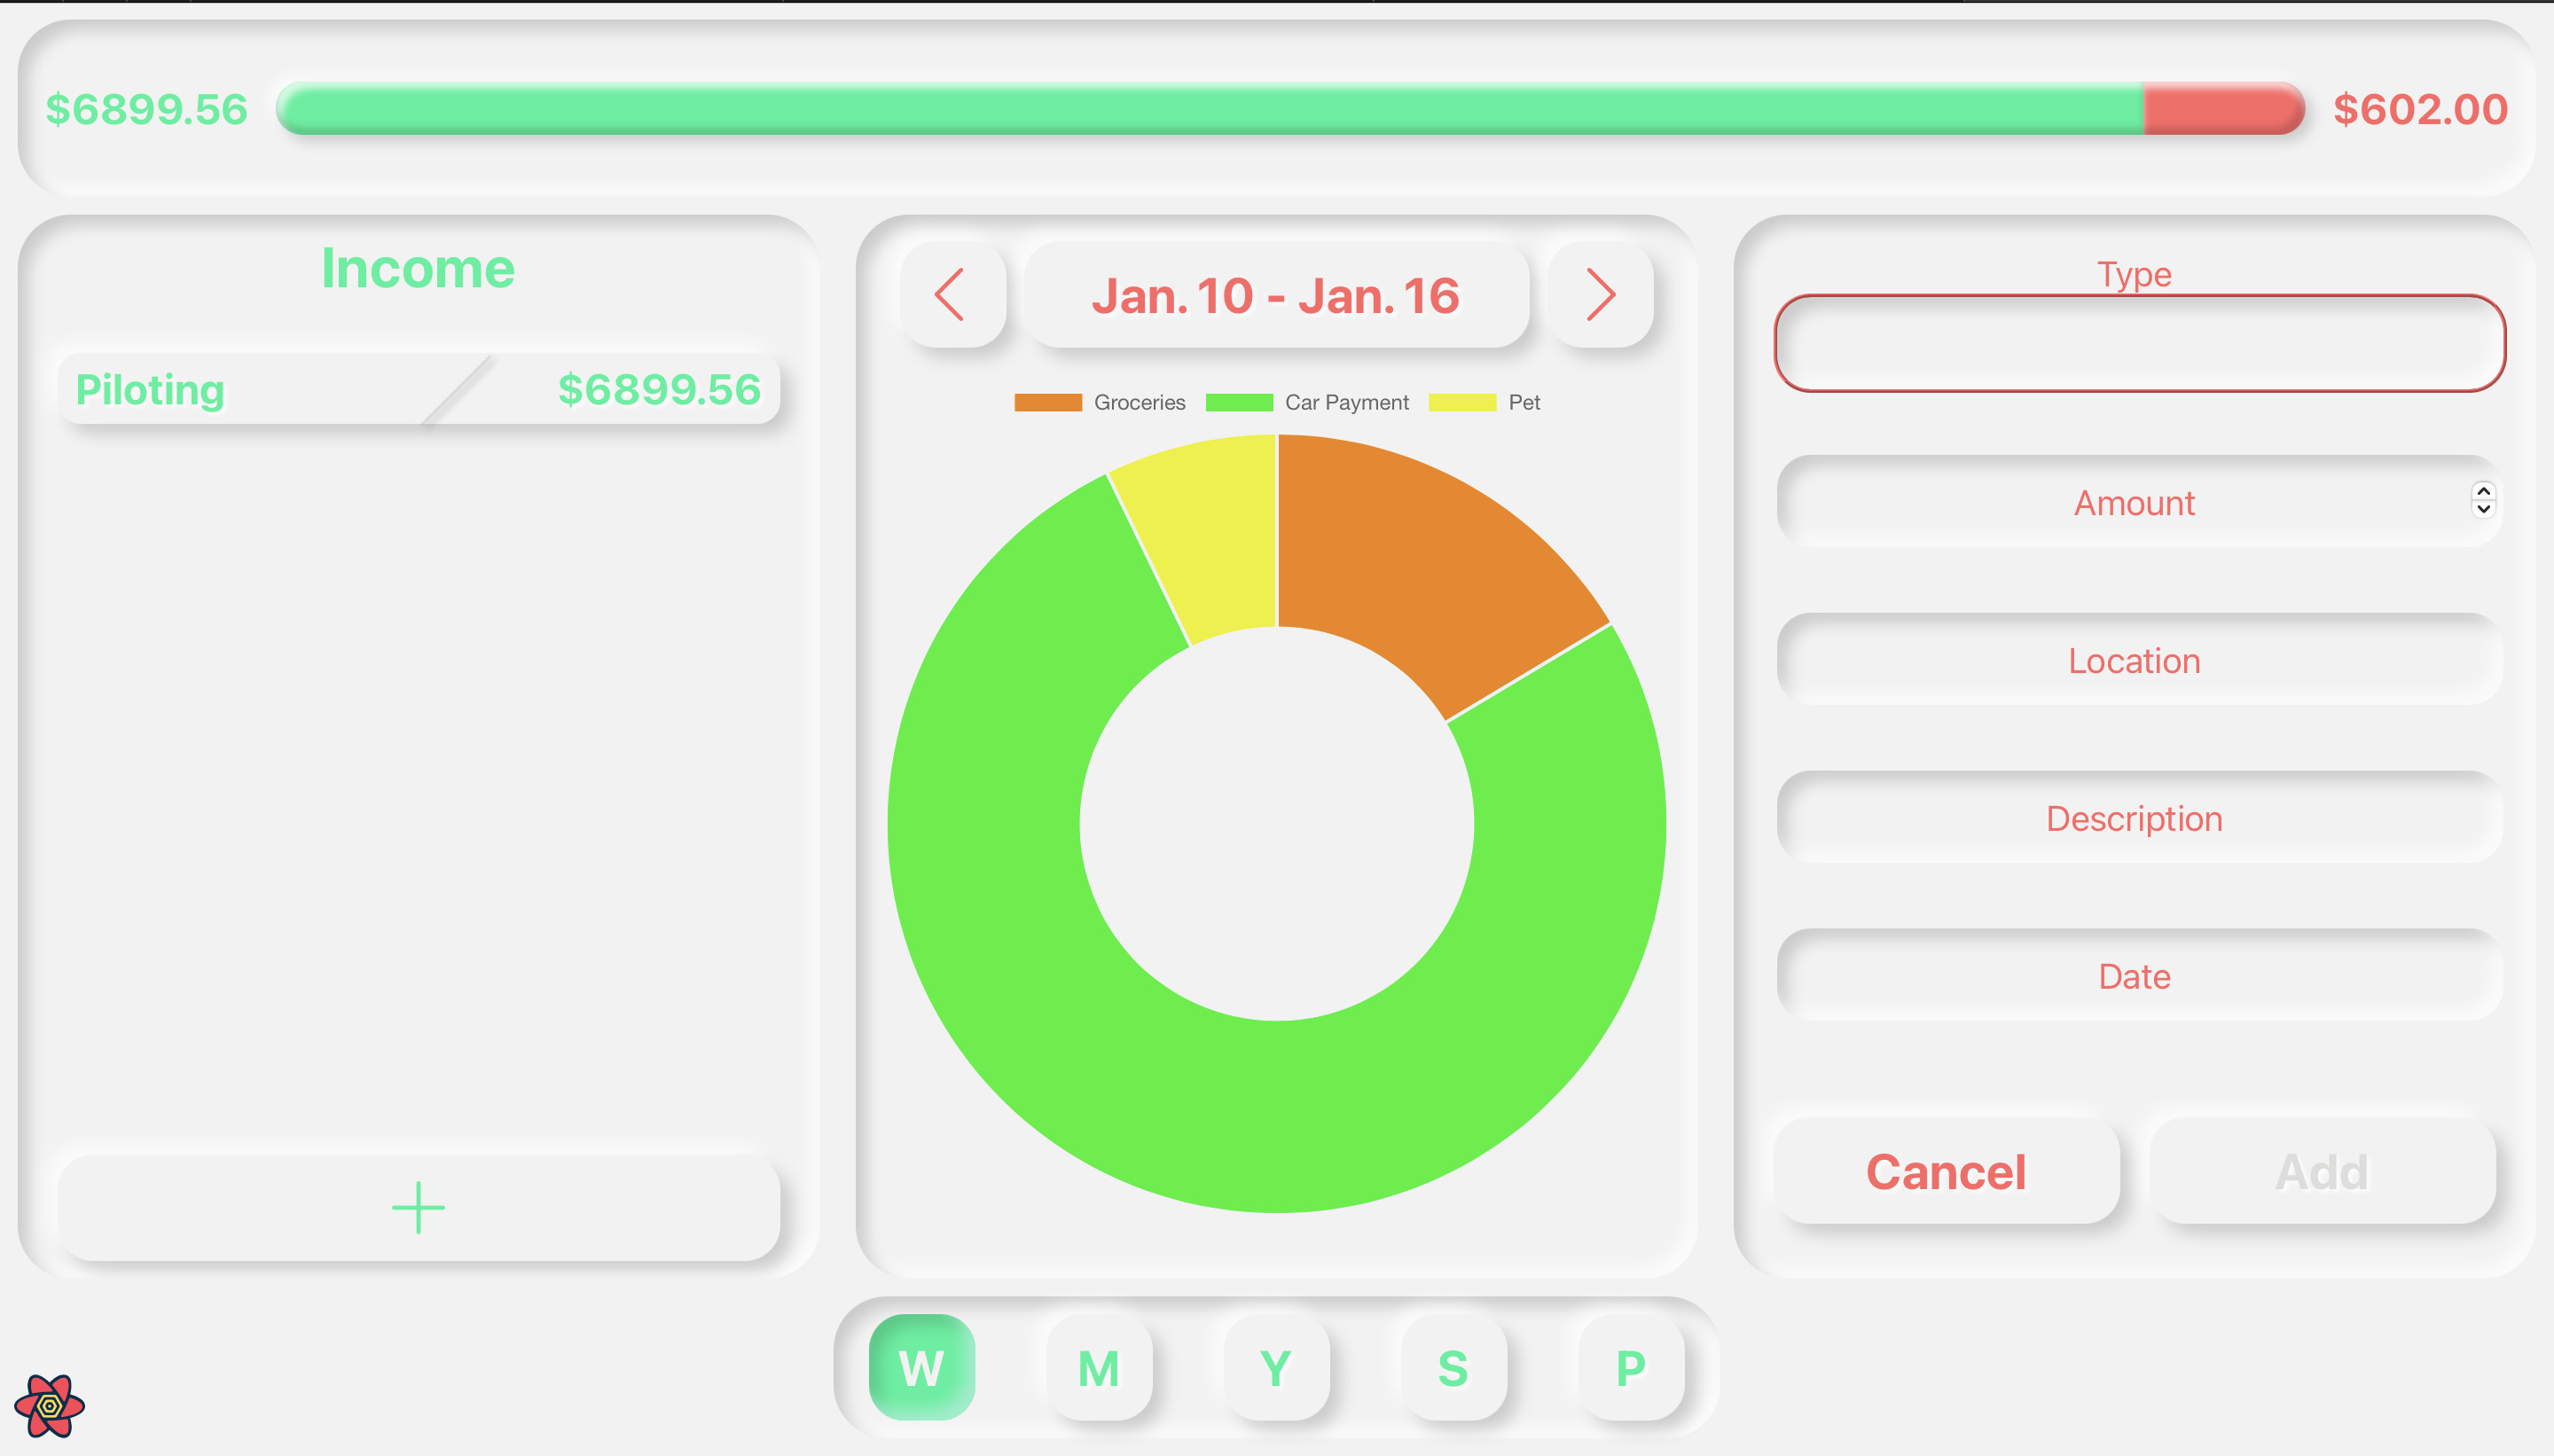 $6899.56
$602.00
Income
Piloting
$6899.56
Jan. 10 - Jan. 16
Groceries Car Payment Pet
Type
Amount
Location
Description
Date
Cancel
Add
W M Y S P